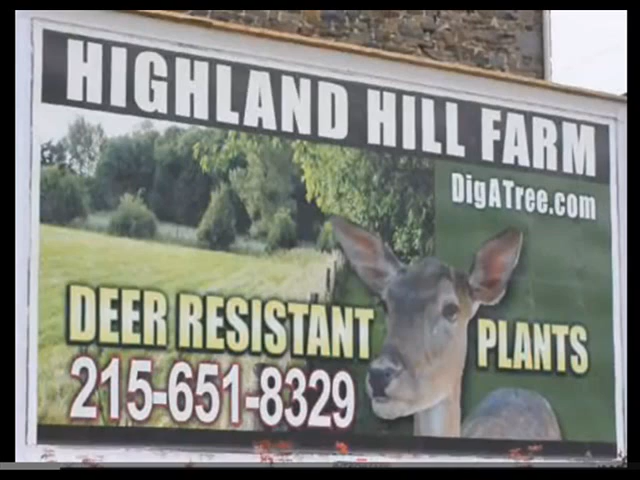 HIGHLAND HILL FARM
DigATree.com
DEER RESISTANT PLANTS
215-651-8329